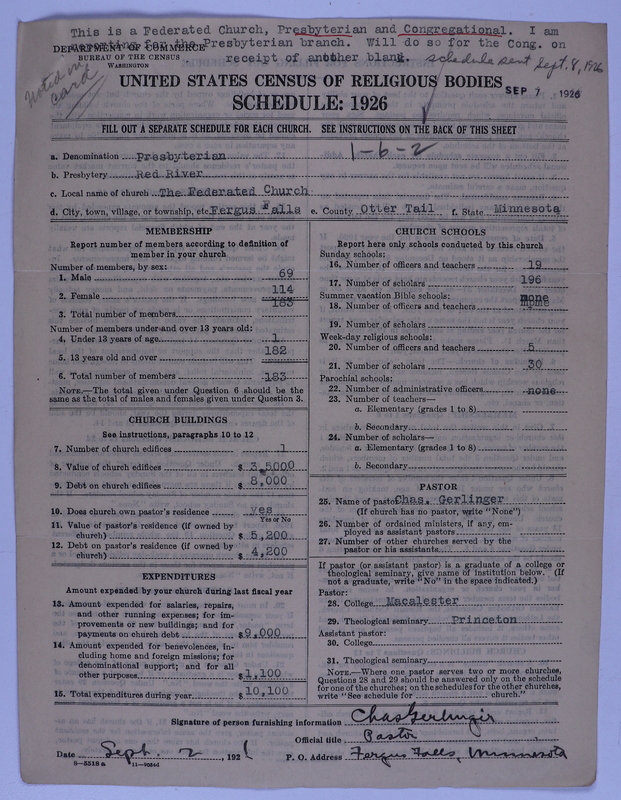 This is a Federated Church, Presbyterian and Congregational. I am
reporting for the Presbyterian branch. Will do so for the Cong. on
receipt of another blank. schedule sent Sept. 8, 1926
DEPARTMENT OF COMMERCE
BUREAU OF THE CENSUS
WASHINGTON
Noted on card
UNITED STATES CENSUS OF RELIGIOUS BODIES
SEP 7 1926
SCHEDULE: 1926
FILL OUT A SEPARATE SCHEDULE FOR EACH CHURCH. SEE INSTRUCTIONS ON THE BACK OF THIS SHEET
a. Denomination Presbyterian 1-6-2
b. Presbytery Red River
c. Local name of church The Federated Church
d. City, town, village, or township, etc. Fergus Falls e. County Otter Tail f. State Minnesota
MEMBERSHIP
Report number of members according to definition of
member in your church
Number of members, by sex:
1. Male 69
2. Female 114
3. Total number of members 183
Number of members under and over 13 years old:
4. Under 13 years of age 1
5. 13 years old and over 182
6. Total number of members 183
NOTE.—The total given under Question 6 should be the
same as the total of males and females given under Question 3.
CHURCH BUILDINGS
See instructions, paragraphs 10 to 12
7. Number of church edifices 1
8. Value of church edifices $ 3,5000
9. Debt on church edifices $ 8,000
10. Does church own pastor's residence yes
Yes or No
11. Value of pastor's residence (if owned by
church) $ 5,200
12. Debt on pastor's residence (if owned by
church) $ 4,200
EXPENDITURES
Amount expended by your church during last fiscal year
13. Amount expended for salaries, repairs,
and other running expenses; for im-
provements or new buildings; and for
payments on church debt $ 9,000
14. Amount expended for benevolences, in-
cluding home and foreign missions; for
denominational support; and for all
other purposes $ 1,100
15. Total expenditures during year $ 10,100
CHURCH SCHOOLS
Report here only schools conducted by this church
Sunday schools:
16. Number of officers and teachers 19
17. Number of scholars 196
Summer vacation Bible schools: none
18. Number of officers and teachers none
19. Number of scholars
Week-day religious schools:
20. Number of officers and teachers 5
21. Number of scholars 30
Parochial schools:
22. Number of administrative officers none
23. Number of teachers—
a. Elementary (grades 1 to 8)
b. Secondary
24. Number of scholars—
a. Elementary (grades 1 to 8)
b. Secondary
PASTOR
25. Name of pastor Chas. Gerlinger
(If church has no pastor, write "None")
26. Number of ordained ministers, if any, em-
ployed as assistant pastors
27. Number of other churches served by the
pastor or his assistants
If pastor (or assistant pastor) is a graduate of a college or
theological seminary, give name of institution below. (If
not a graduate, write "No" in the space indicated.)
Pastor:
28. College Macalester
29. Theological seminary Princeton
Assistant pastor:
30. College
31. Theological seminary
NOTE.—Where one pastor serves two or more churches,
Questions 28 and 29 should be answered only on the schedule
for one of the churches; on the schedules for the other churches,
write "See schedule for church."
Signature of person furnishing information Chas Gerlinger
Official title Pastor
Date Sept. 2, 192 P. O. Address Fergus Falls, Minnesota
8—5518 a 11—9034d